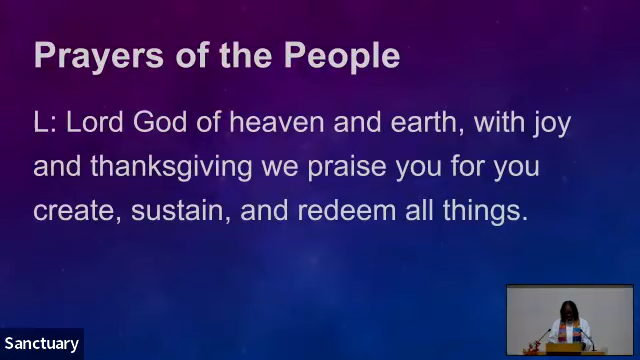 Prayers of the People
L: Lord God of heaven and earth, with joy
and thanksgiving we praise you for you
create, sustain, and redeem all things.
Sanctuary